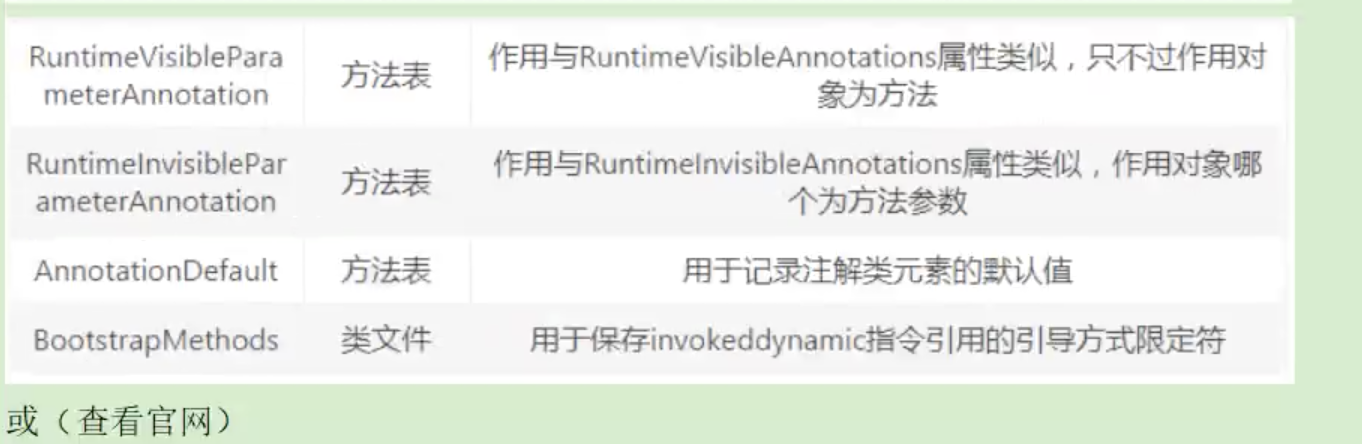 RuntimeVisiblePara
meterAnnotation
方法表
作用与RuntimeVisibleAnnotations属性类似，只不过作用对
象为方法
RuntimeInvisiblePar
ameterAnnotation
方法表
作用与RuntimeInvisibleAnnotations属性类似，作用对象哪
个为方法参数
AnnotationDefault
方法表
用于记录注解类元素的默认值
BootstrapMethods
类文件
用于保存invokeddynamic指令引用的引导方式限定符
或（查看官网）